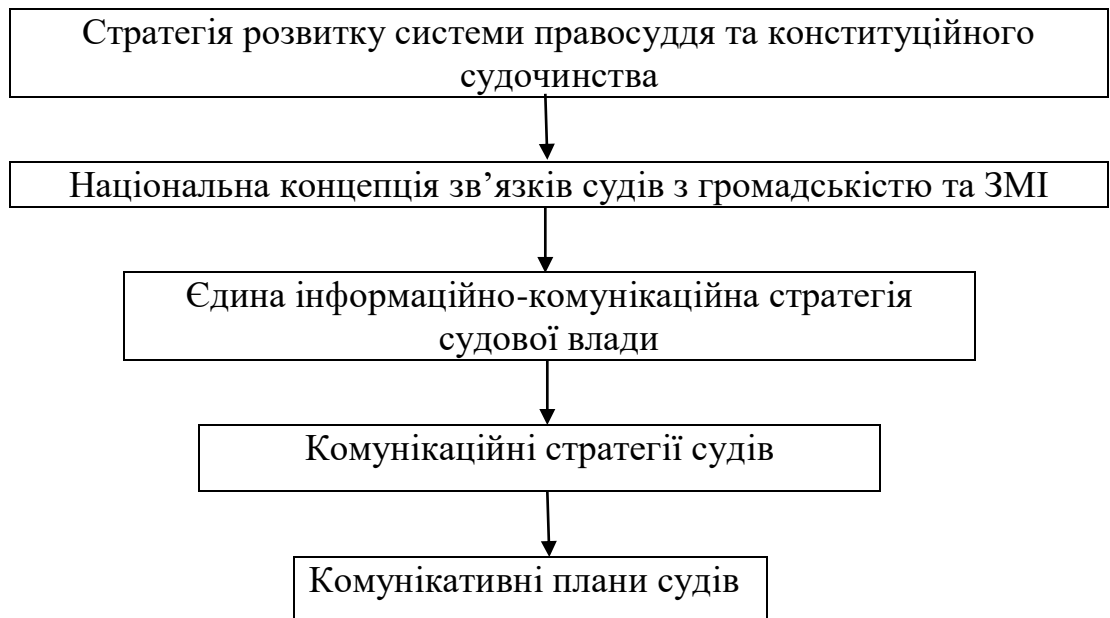 Стратегія розвитку системи правосуддя та конституційного
судочинства
Національна концепція зв’язків судів з громадськістю та ЗМІ
Єдина інформаційно-комунікаційна стратегія
судової влади
Комунікаційні стратегії судів
Комунікативні плани судів